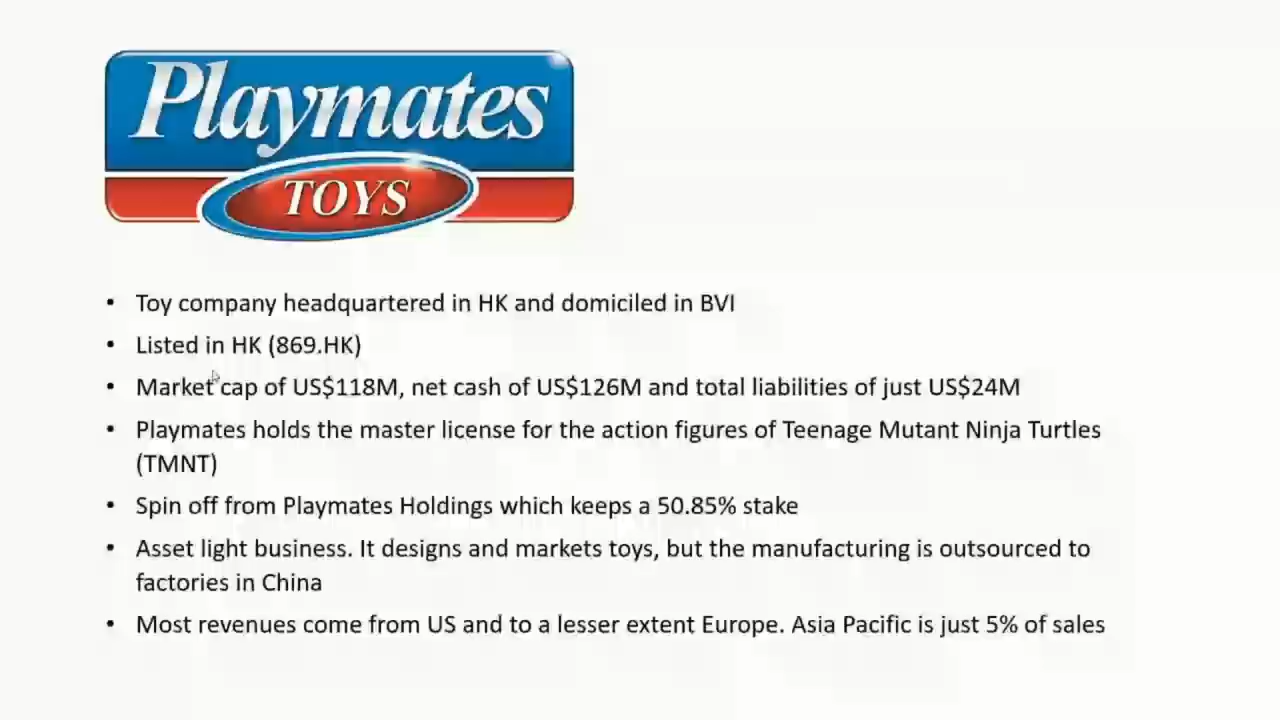 Playmates
TOYS
• Toy company headquartered in HK and domiciled in BVI
• Listed in HK (869.HK)
• Market cap of US$118M, net cash of US$126M and total liabilities of just US$24M
• Playmates holds the master license for the action figures of Teenage Mutant Ninja Turtles
(TMNT)
• Spin off from Playmates Holdings which keeps a 50.85% stake
• Asset light business. It designs and markets toys, but the manufacturing is outsourced to
factories in China
• Most revenues come from US and to a lesser extent Europe. Asia Pacific is just 5% of sales